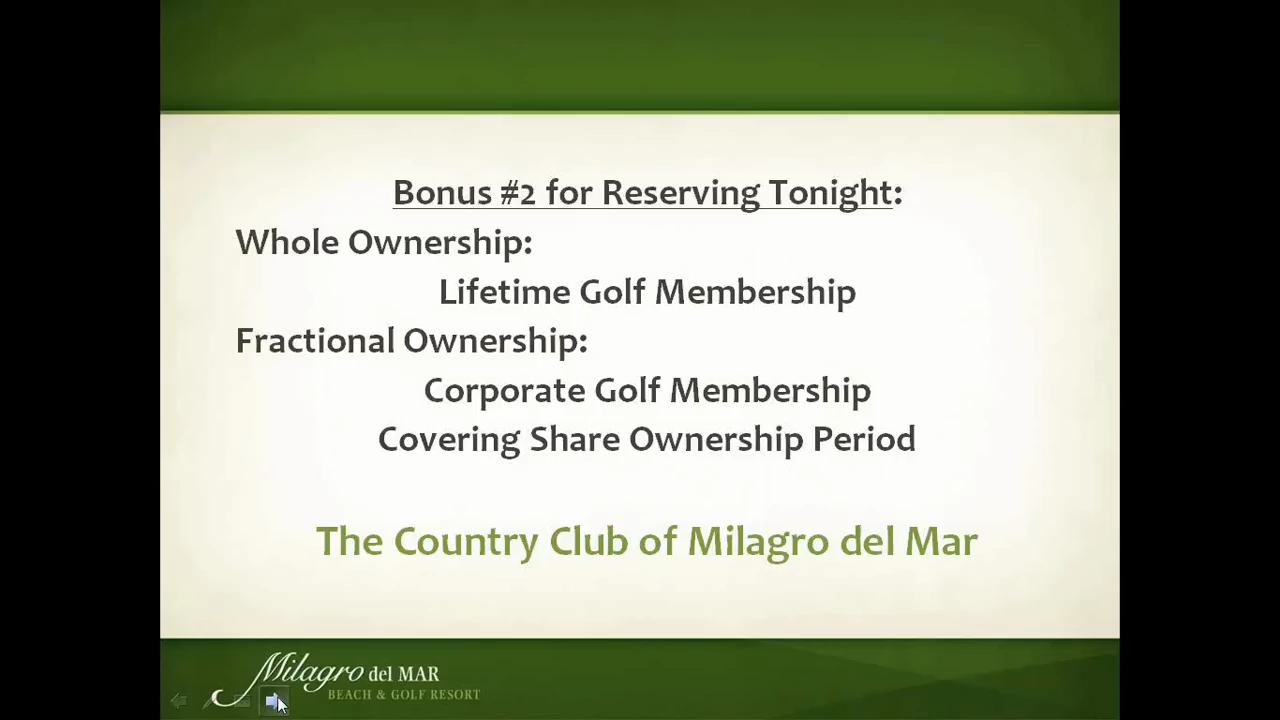 Bonus #2 for Reserving Tonight:
Whole Ownership:
Lifetime Golf Membership
Fractional Ownership:
Corporate Golf Membership
Covering Share Ownership Period
The Country Club of Milagro del Mar
Milagro del MAR
BEACH & GOLF RESORT